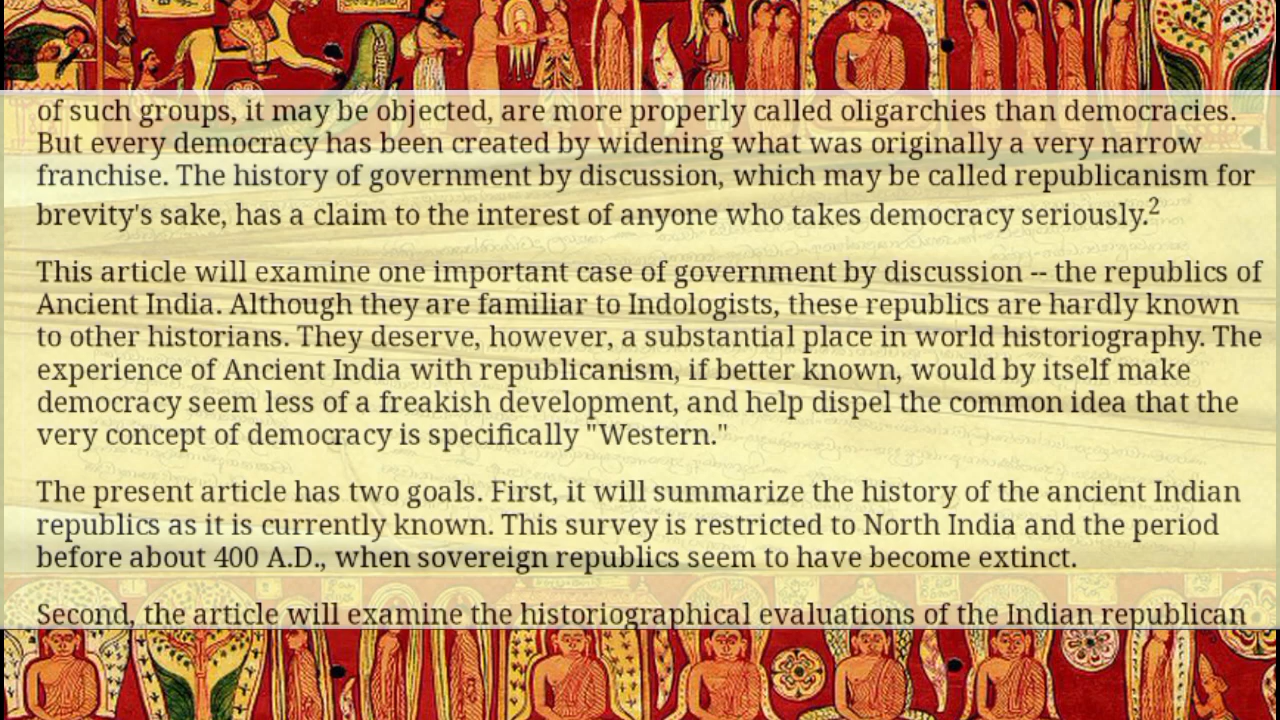 of such groups, it may be objected, are more properly called oligarchies than democracies.
But every democracy has been created by widening what was originally a very narrow
franchise. The history of government by discussion, which may be called republicanism for
brevity's sake, has a claim to the interest of anyone who takes democracy seriously.2
This article will examine one important case of government by discussion -- the republics of
Ancient India. Although they are familiar to Indologists, these republics are hardly known
to other historians. They deserve, however, a substantial place in world historiography. The
experience of Ancient India with republicanism, if better known, would by itself make
democracy seem less of a freakish development, and help dispel the common idea that the
very concept of democracy is specifically "Western."
The present article has two goals. First, it will summarize the history of the ancient Indian
republics as it is currently known. This survey is restricted to North India and the period
before about 400 A.D., when sovereign republics seem to have become extinct.
Second, the article will examine the historiographical evaluations of the Indian republican